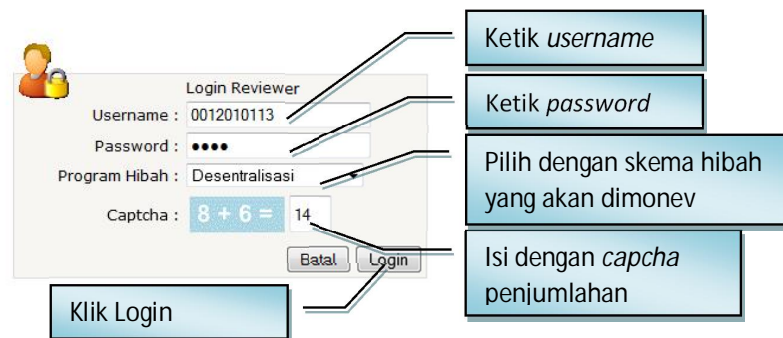 Login Reviewer
Username : 0012010113
Password : ••••
Program Hibah : Desentralisasi
Captcha : 8 + 6 = 14
Batal Login
Klik Login
Ketik username
Ketik password
Pilih dengan skema hibah
yang akan dimonev
Isi dengan capcha
penjumlahan